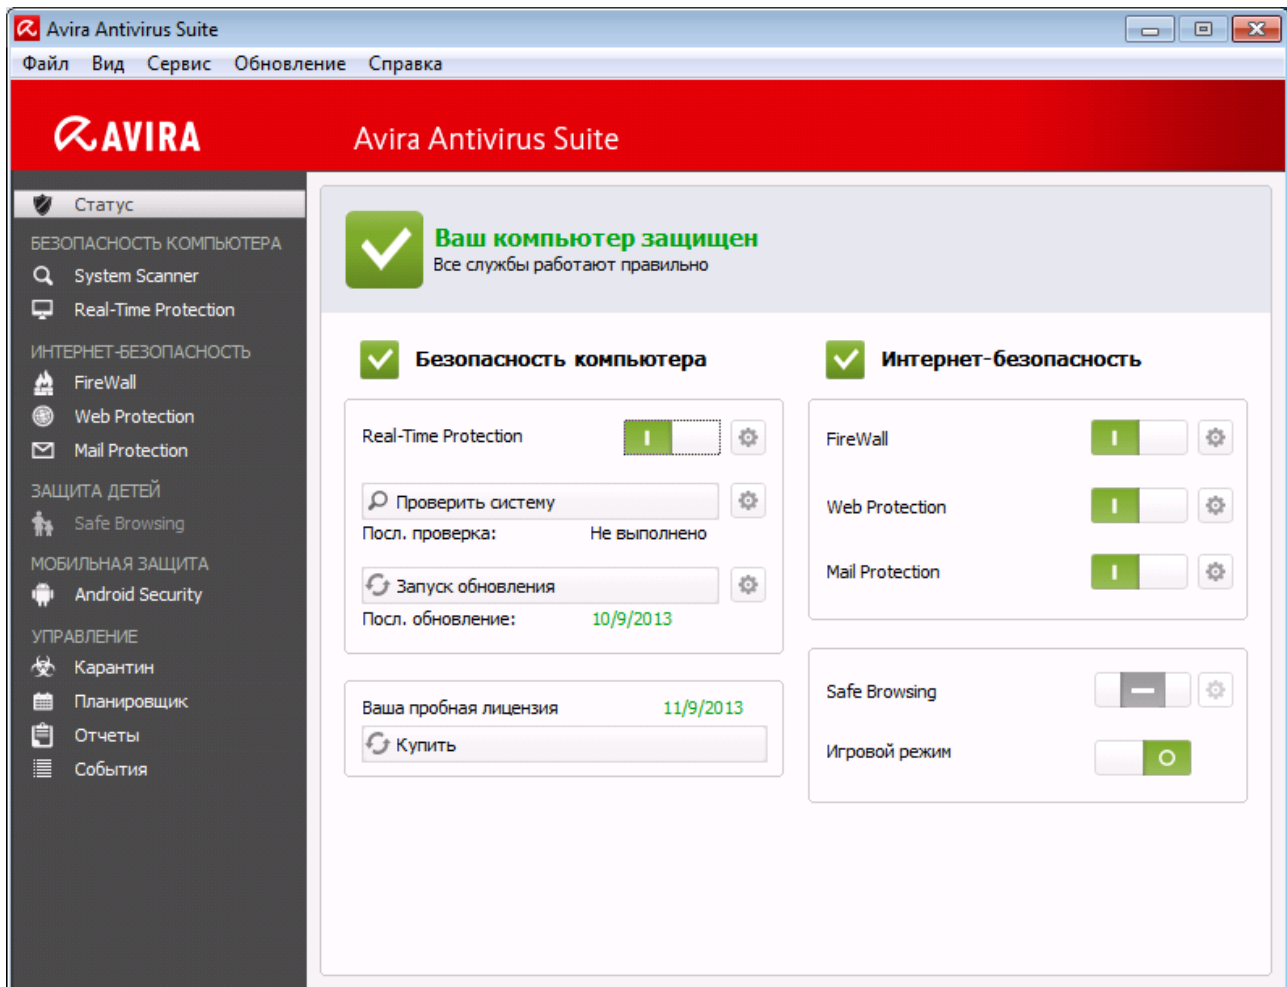 Avira Antivirus Suite
Файл Вид Сервис Обновление Справка
AVIRA
Avira Antivirus Suite
Статус
БЕЗОПАСНОСТЬ КОМПЬЮТЕРА
System Scanner
Real-Time Protection
ИНТЕРНЕТ-БЕЗОПАСНОСТЬ
FireWall
Web Protection
Mail Protection
ЗАЩИТА ДЕТЕЙ
Safe Browsing
МОБИЛЬНАЯ ЗАЩИТА
Android Security
УПРАВЛЕНИЕ
Карантин
Планировщик
Отчеты
События
Ваш компьютер защищен
Все службы работают правильно
Безопасность компьютера
Real-Time Protection
Проверить систему
Посл. проверка: Не выполнено
Запуск обновления
Посл. обновление: 10/9/2013
Ваша пробная лицензия 11/9/2013
Купить
Интернет-безопасность
FireWall
Web Protection
Mail Protection
Safe Browsing
Игровой режим